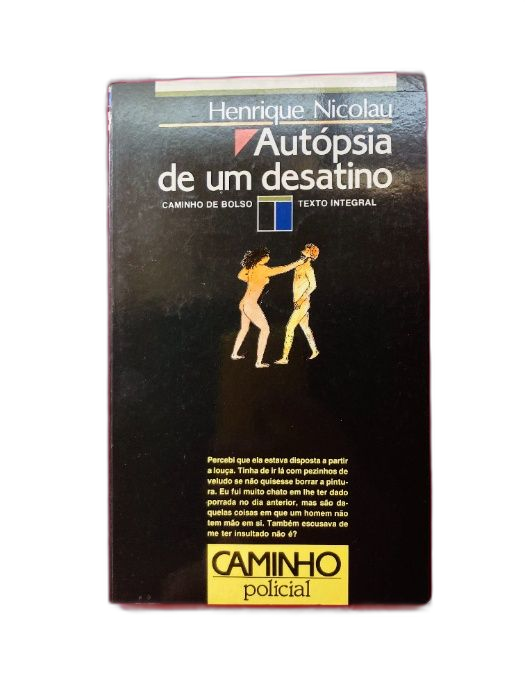 Henrique Nicolau
Autópsia
de um desatino
CAMINHO DE BOLSO TEXTO INTEGRAL
Percebi que ela estava disposta a partir
a louça. Tinha de ir lá com pezinhos de
veludo se não quisesse borrar a pintu-
ra. Eu fui muito chato em lhe ter dado
porrada no dia anterior, mas são da-
quelas coisas em que um homem não
tem mão em si. Também escusava de
me ter insultado não é?
CAMINHO
policial